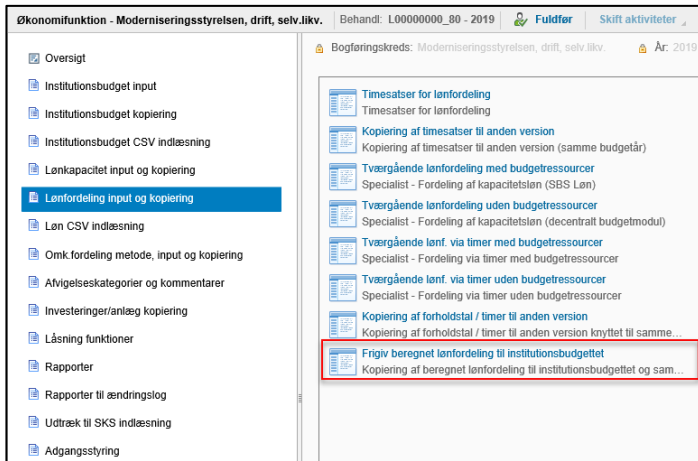 Økonomifunktion - Moderniseringsstyrelsen, drift, selv.likv. Behandl: L00000000_80 - 2019 Fuldfør Skift aktiviteter
Bogføringskreds: Moderniseringsstyrelsen, drift, selv.likv. År: 2019
Oversigt
Institutionsbudget input
Institutionsbudget kopiering
Institutionsbudget CSV indlæsning
Lønkapacitet input og kopiering
Lønfordeling input og kopiering
Løn CSV indlæsning
Omk.fordeling metode, input og kopiering
Afvigelseskategorier og kommentarer
Investeringer/anlæg kopiering
Låsning funktioner
Rapporter
Rapporter til ændringslog
Udtræk til SKS indlæsning
Adgangsstyring
Timesatser for lønfordeling
Timesatser for lønfordeling
Kopiering af timesatser til anden version
Kopiering af timesatser til anden version (samme budgetår)
Tværgående lønfordeling med budgetressourcer
Specialist - Fordeling af kapacitetsløn (SBS Løn)
Tværgående lønfordeling uden budgetressourcer
Specialist - Fordeling af kapacitetsløn (decentralt budgetmodul)
Tværgående lønf. via timer med budgetressourcer
Specialist - Fordeling via timer med budgetressourcer
Tværgående lønf. via timer uden budgetressourcer
Specialist - Fordeling via timer uden budgetressourcer
Kopiering af forholdstal / timer til anden version
Kopiering af forholdstal / timer til anden version knyttet til samme...
Frigiv beregnet lønfordeling til institutionsbudgettet
Kopiering af beregnet lønfordeling til institutionsbudgettet og sam...